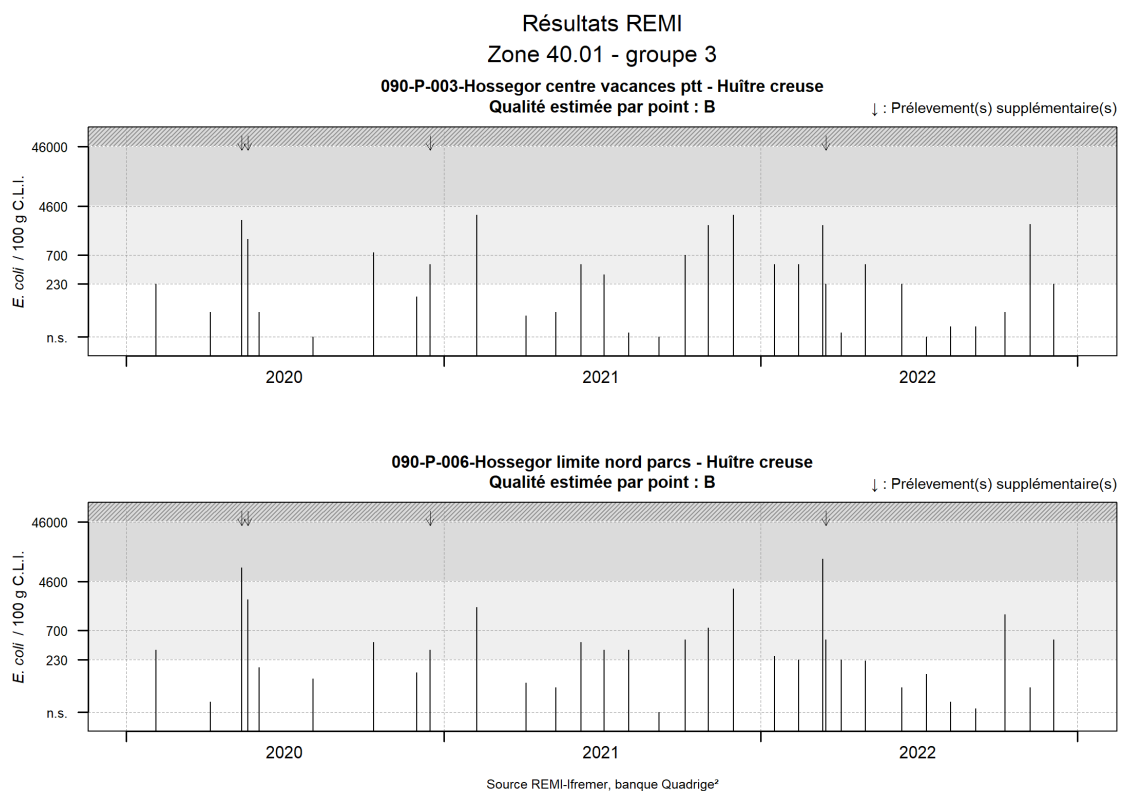 Résultats REMI
Zone 40.01 - groupe 3
090-P-003-Hossegor centre vacances ptt - Huître creuse
Qualité estimée par point : B
↓ : Prélevement(s) supplémentaire(s)
46000
4600
700
230
n.s.
E. coli / 100 g C.L.I.
2020 2021 2022
090-P-006-Hossegor limite nord parcs - Huître creuse
Qualité estimée par point : B
↓ : Prélevement(s) supplémentaire(s)
46000
4600
700
230
n.s.
E. coli / 100 g C.L.I.
2020 2021 2022
Source REMI-Ifremer, banque Quadrige²